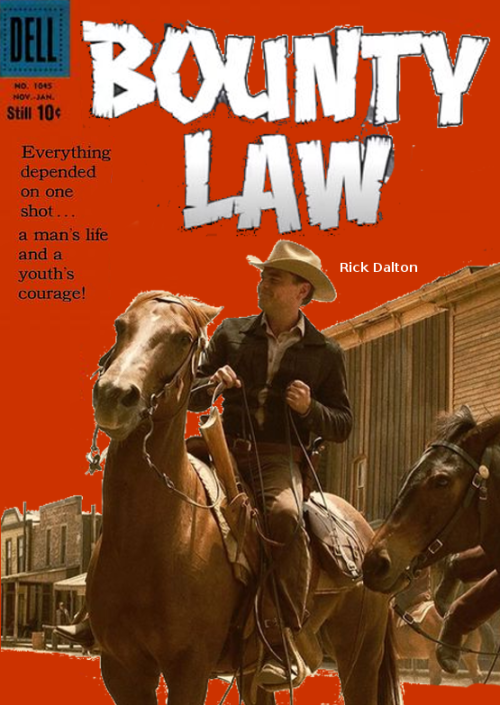 DELL
NO. 1045
NOV.-JAN.
Still 10¢
BOUNTY
LAW
Everything
depended
on one
shot...
a man's life
and a
youth's
courage!
Rick Dalton